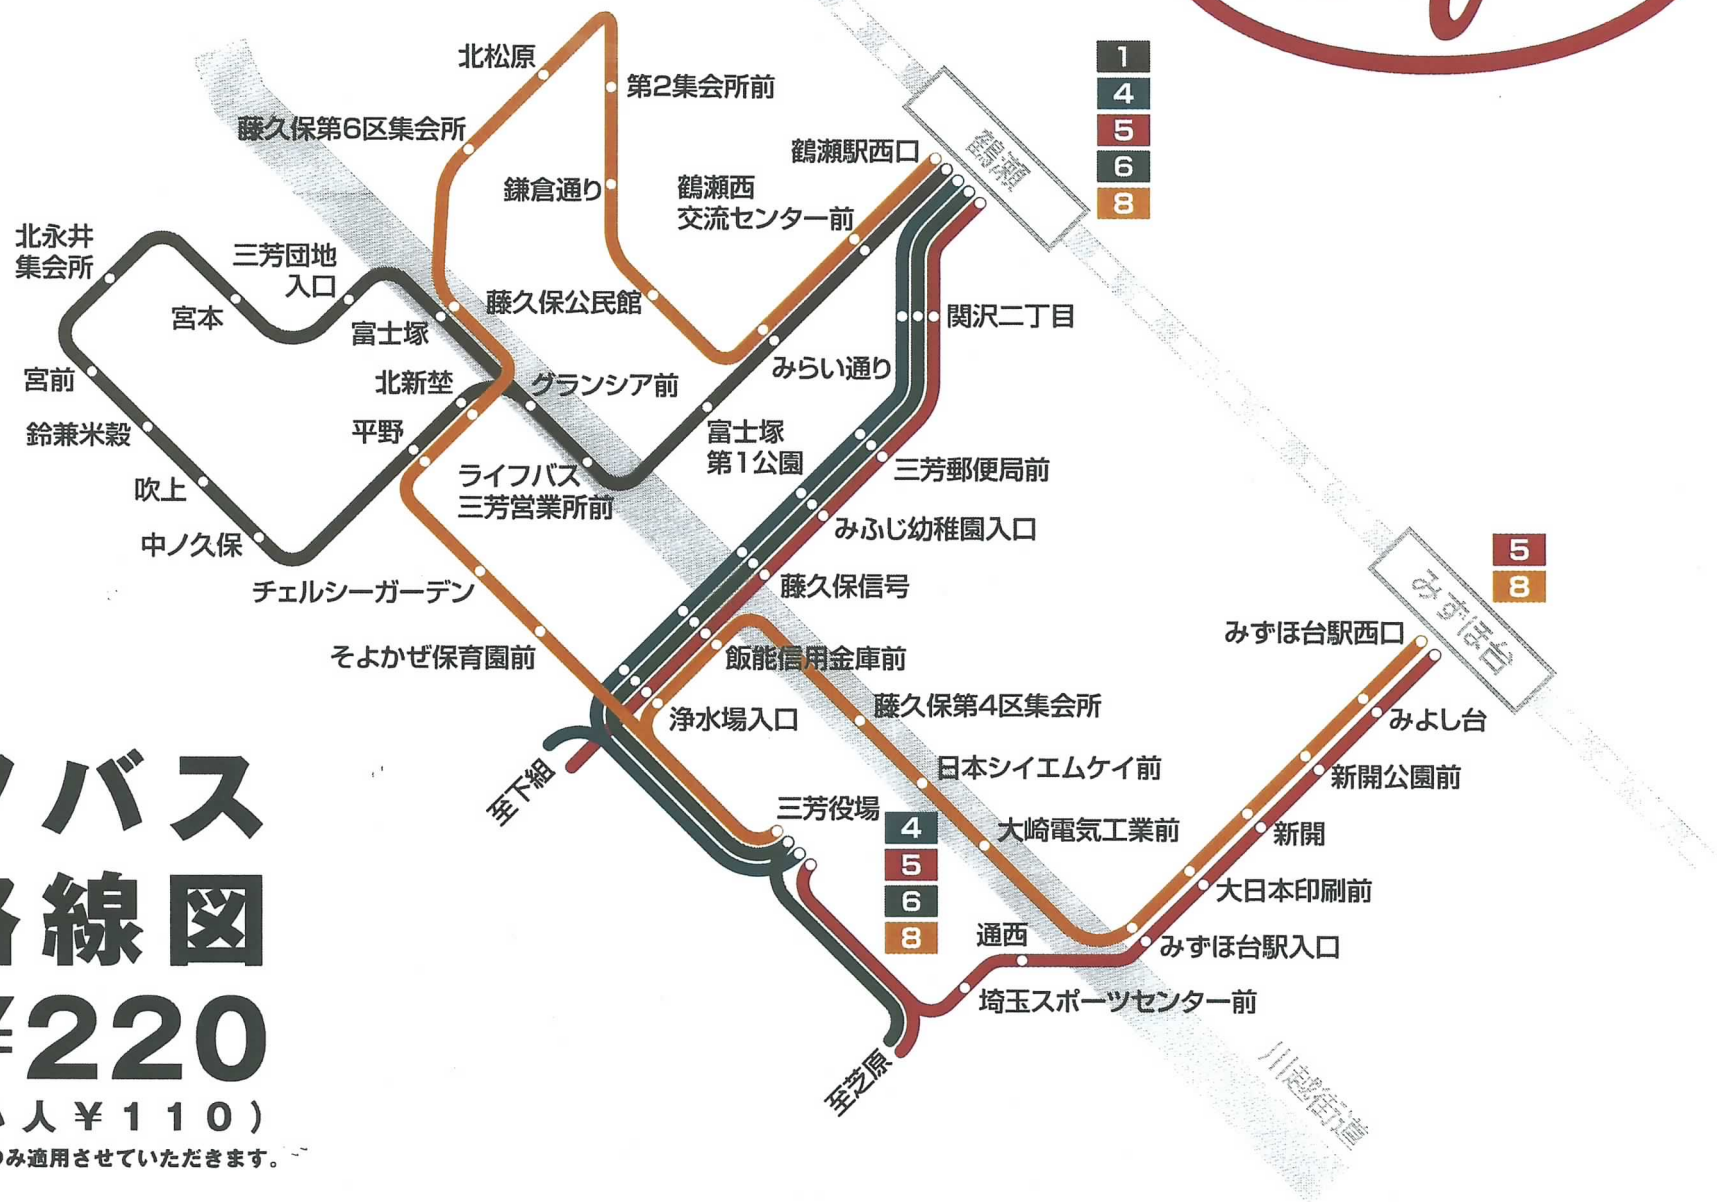 北松原
第2集会所前
藤久保第6区集会所
鎌倉通り
鶴瀬駅西口
鶴瀬西
交流センター前
鶴瀬
1
4
5
6
8
北永井
集会所
三芳団地
入口
宮本
富士塚
藤久保公民館
関沢二丁目
みらい通り
宮前
北新埜
グランシア前
鈴兼米穀
平野
富士塚
第1公園
ライフバス
三芳営業所前
三芳郵便局前
吹上
みふじ幼稚園入口
中ノ久保
チェルシーガーデン
藤久保信号
5
8
みずほ台
みずほ台駅西口
そよかぜ保育園前
飯能信用金庫前
浄水場入口
藤久保第4区集会所
みよし台
日本シイエムケイ前
新開公園前
至下組
三芳役場
4
5
6
8
大崎電気工業前
新開
大日本印刷前
通西
みずほ台駅入口
埼玉スポーツセンター前
至芝原
川越街道
バス
線図
¥220
人¥110)
のみ適用させていただきます。